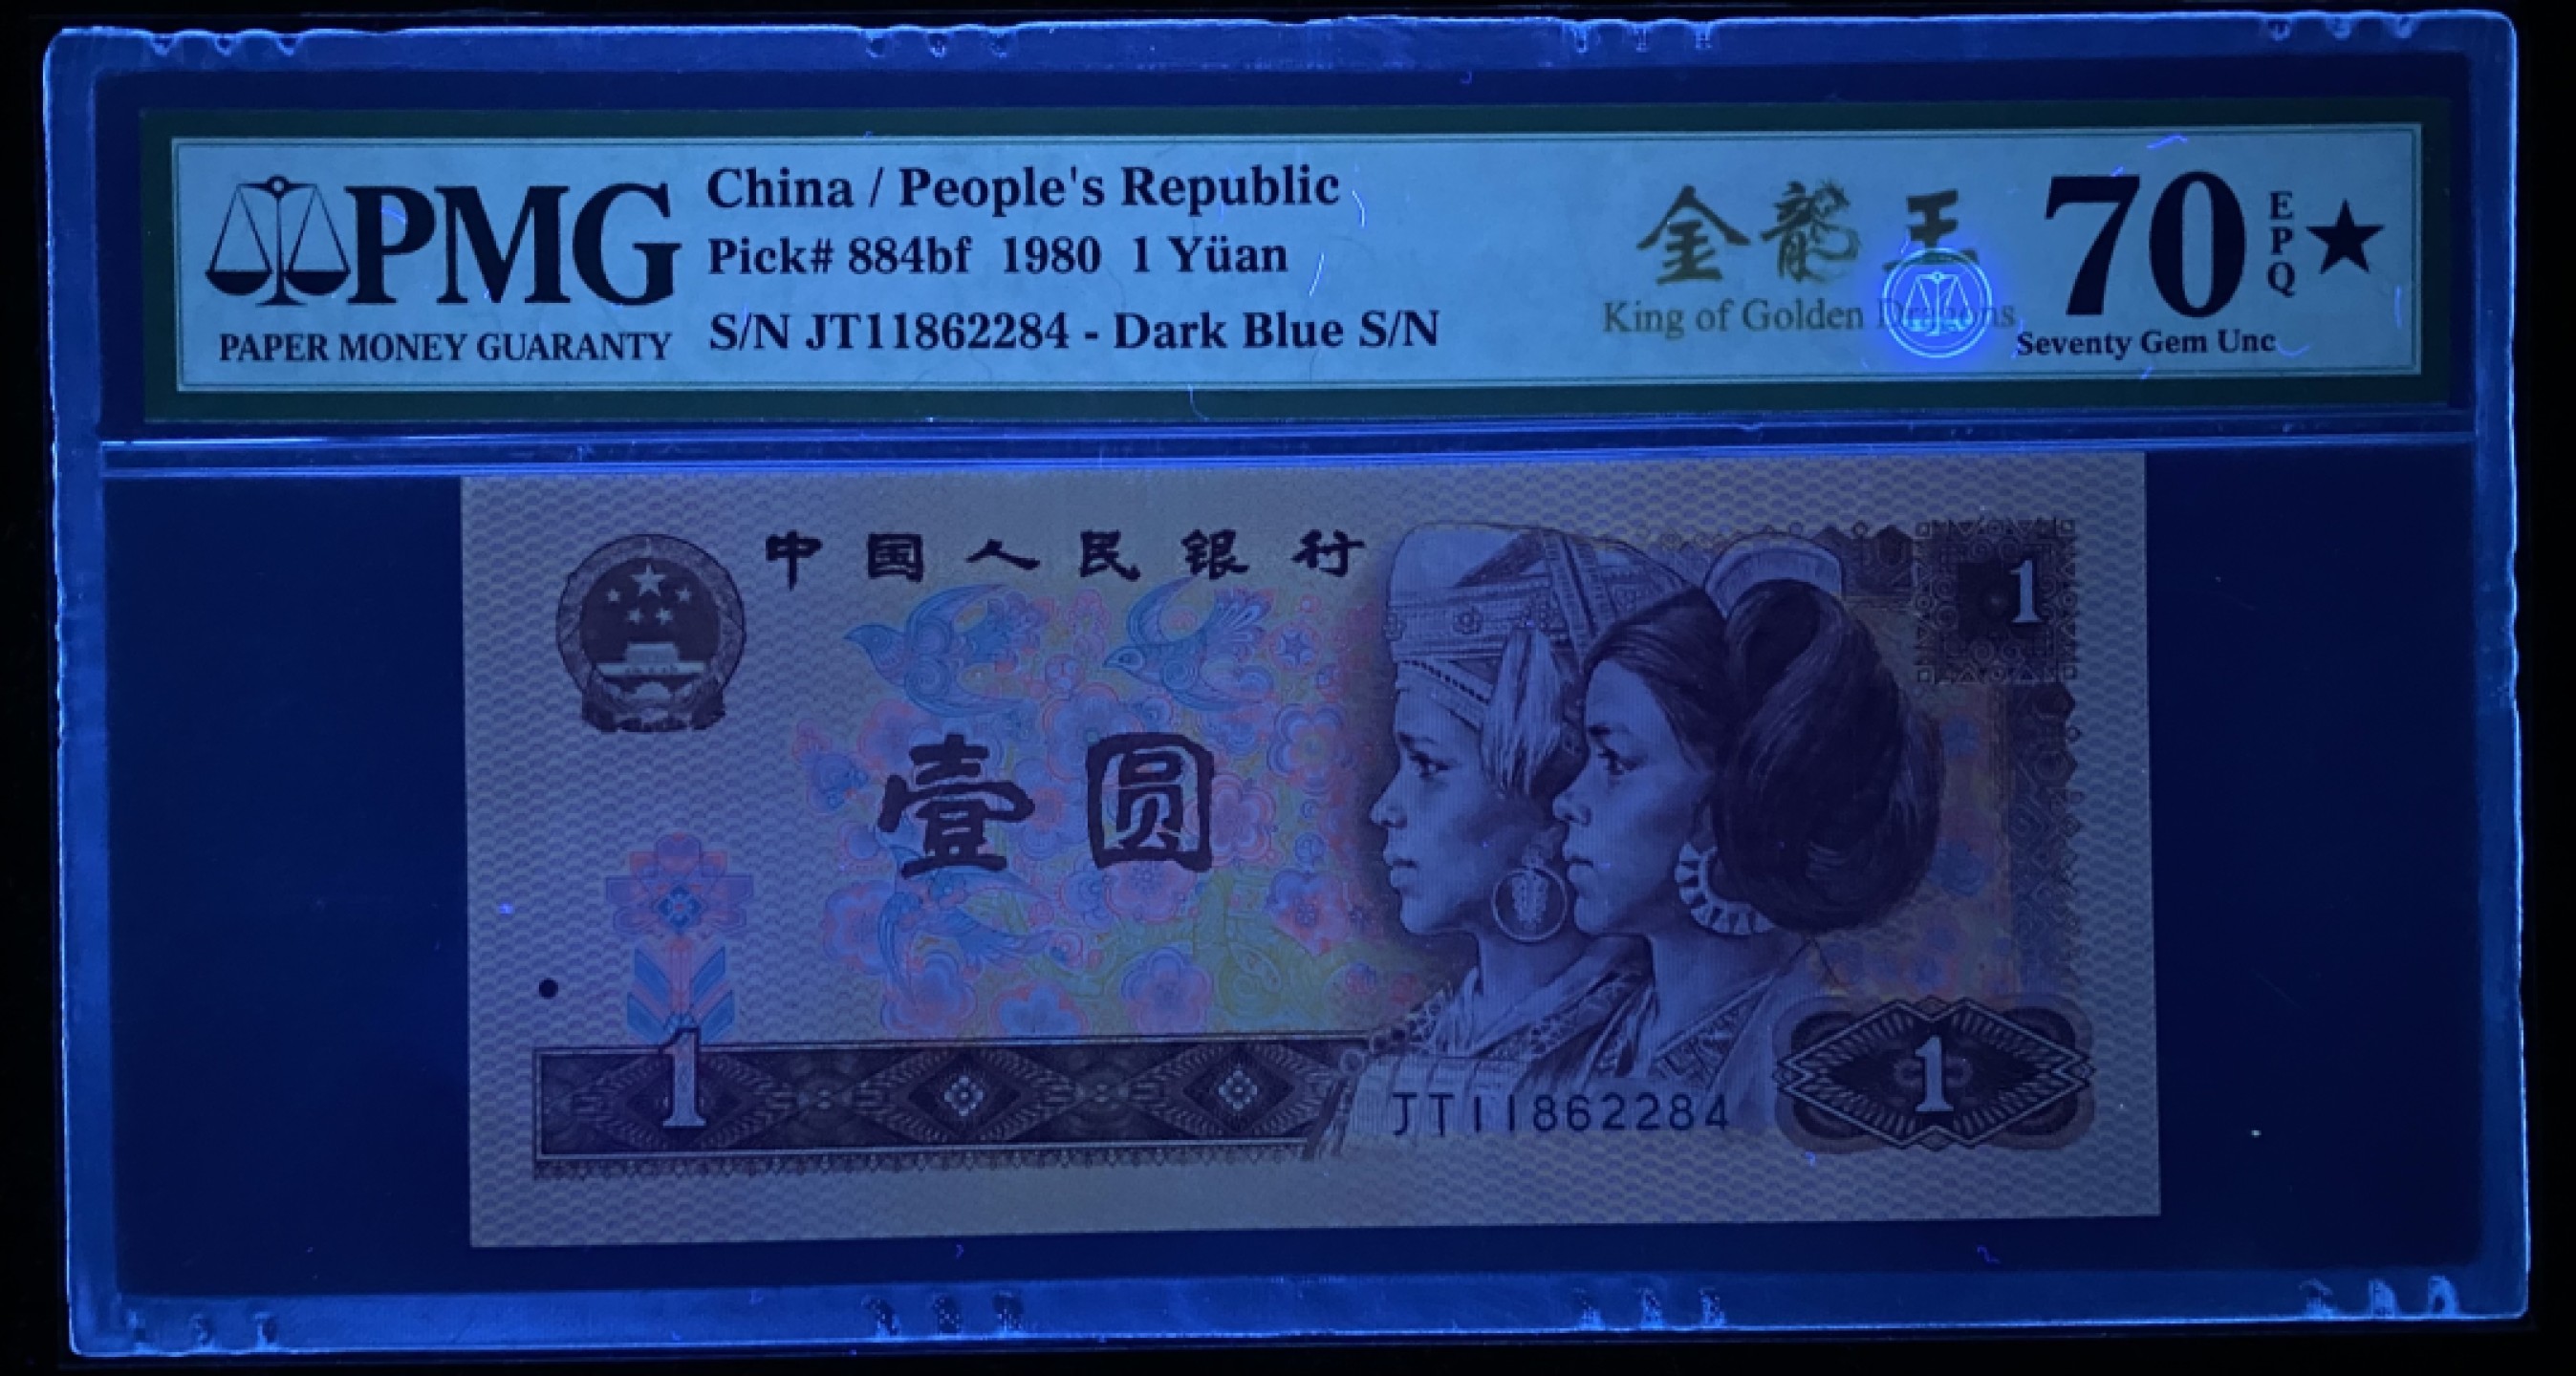 PMG
PAPER MONEY GUARANTY
China / People's Republic
Pick# 884bf 1980 1 Yüan
S/N JT11862284 - Dark Blue S/N
金龍王
King of Golden Dragons
70
EPQ
★
Seventy Gem Unc
中国人民银行
1
壹圆
1
JT11862284
1